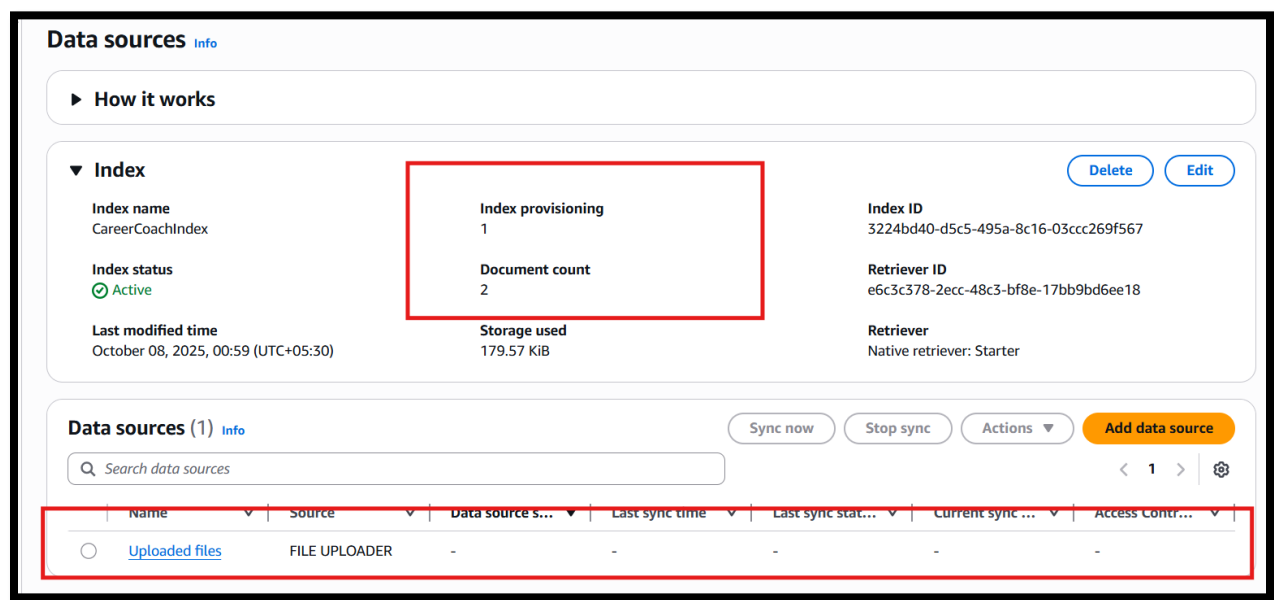 Data sources Info
How it works
Index
Delete Edit
Index name
CareerCoachIndex
Index provisioning
1
Index ID
3224bd40-d5c5-495a-8c16-03ccc269f567
Index status
Active
Document count
2
Retriever ID
e6c3c378-2ecc-48c3-bf8e-17bb9bd6ee18
Last modified time
October 08, 2025, 00:59 (UTC+05:30)
Storage used
179.57 KiB
Retriever
Native retriever: Starter
Data sources (1) Info
Sync now Stop sync Actions Add data source
Search data sources
1
Name Source Data source s... Last sync time Last sync stat... Current sync ... Access Contr...
Uploaded files FILE UPLOADER - - - - -